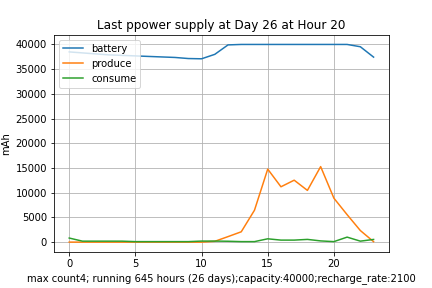 Last ppower supply at Day 26 at Hour 20
40000
35000
30000
25000
20000
15000
10000
5000
0
mAh
battery
produce
consume
0 5 10 15 20
max count4; running 645 hours (26 days);capacity:40000;recharge_rate:2100